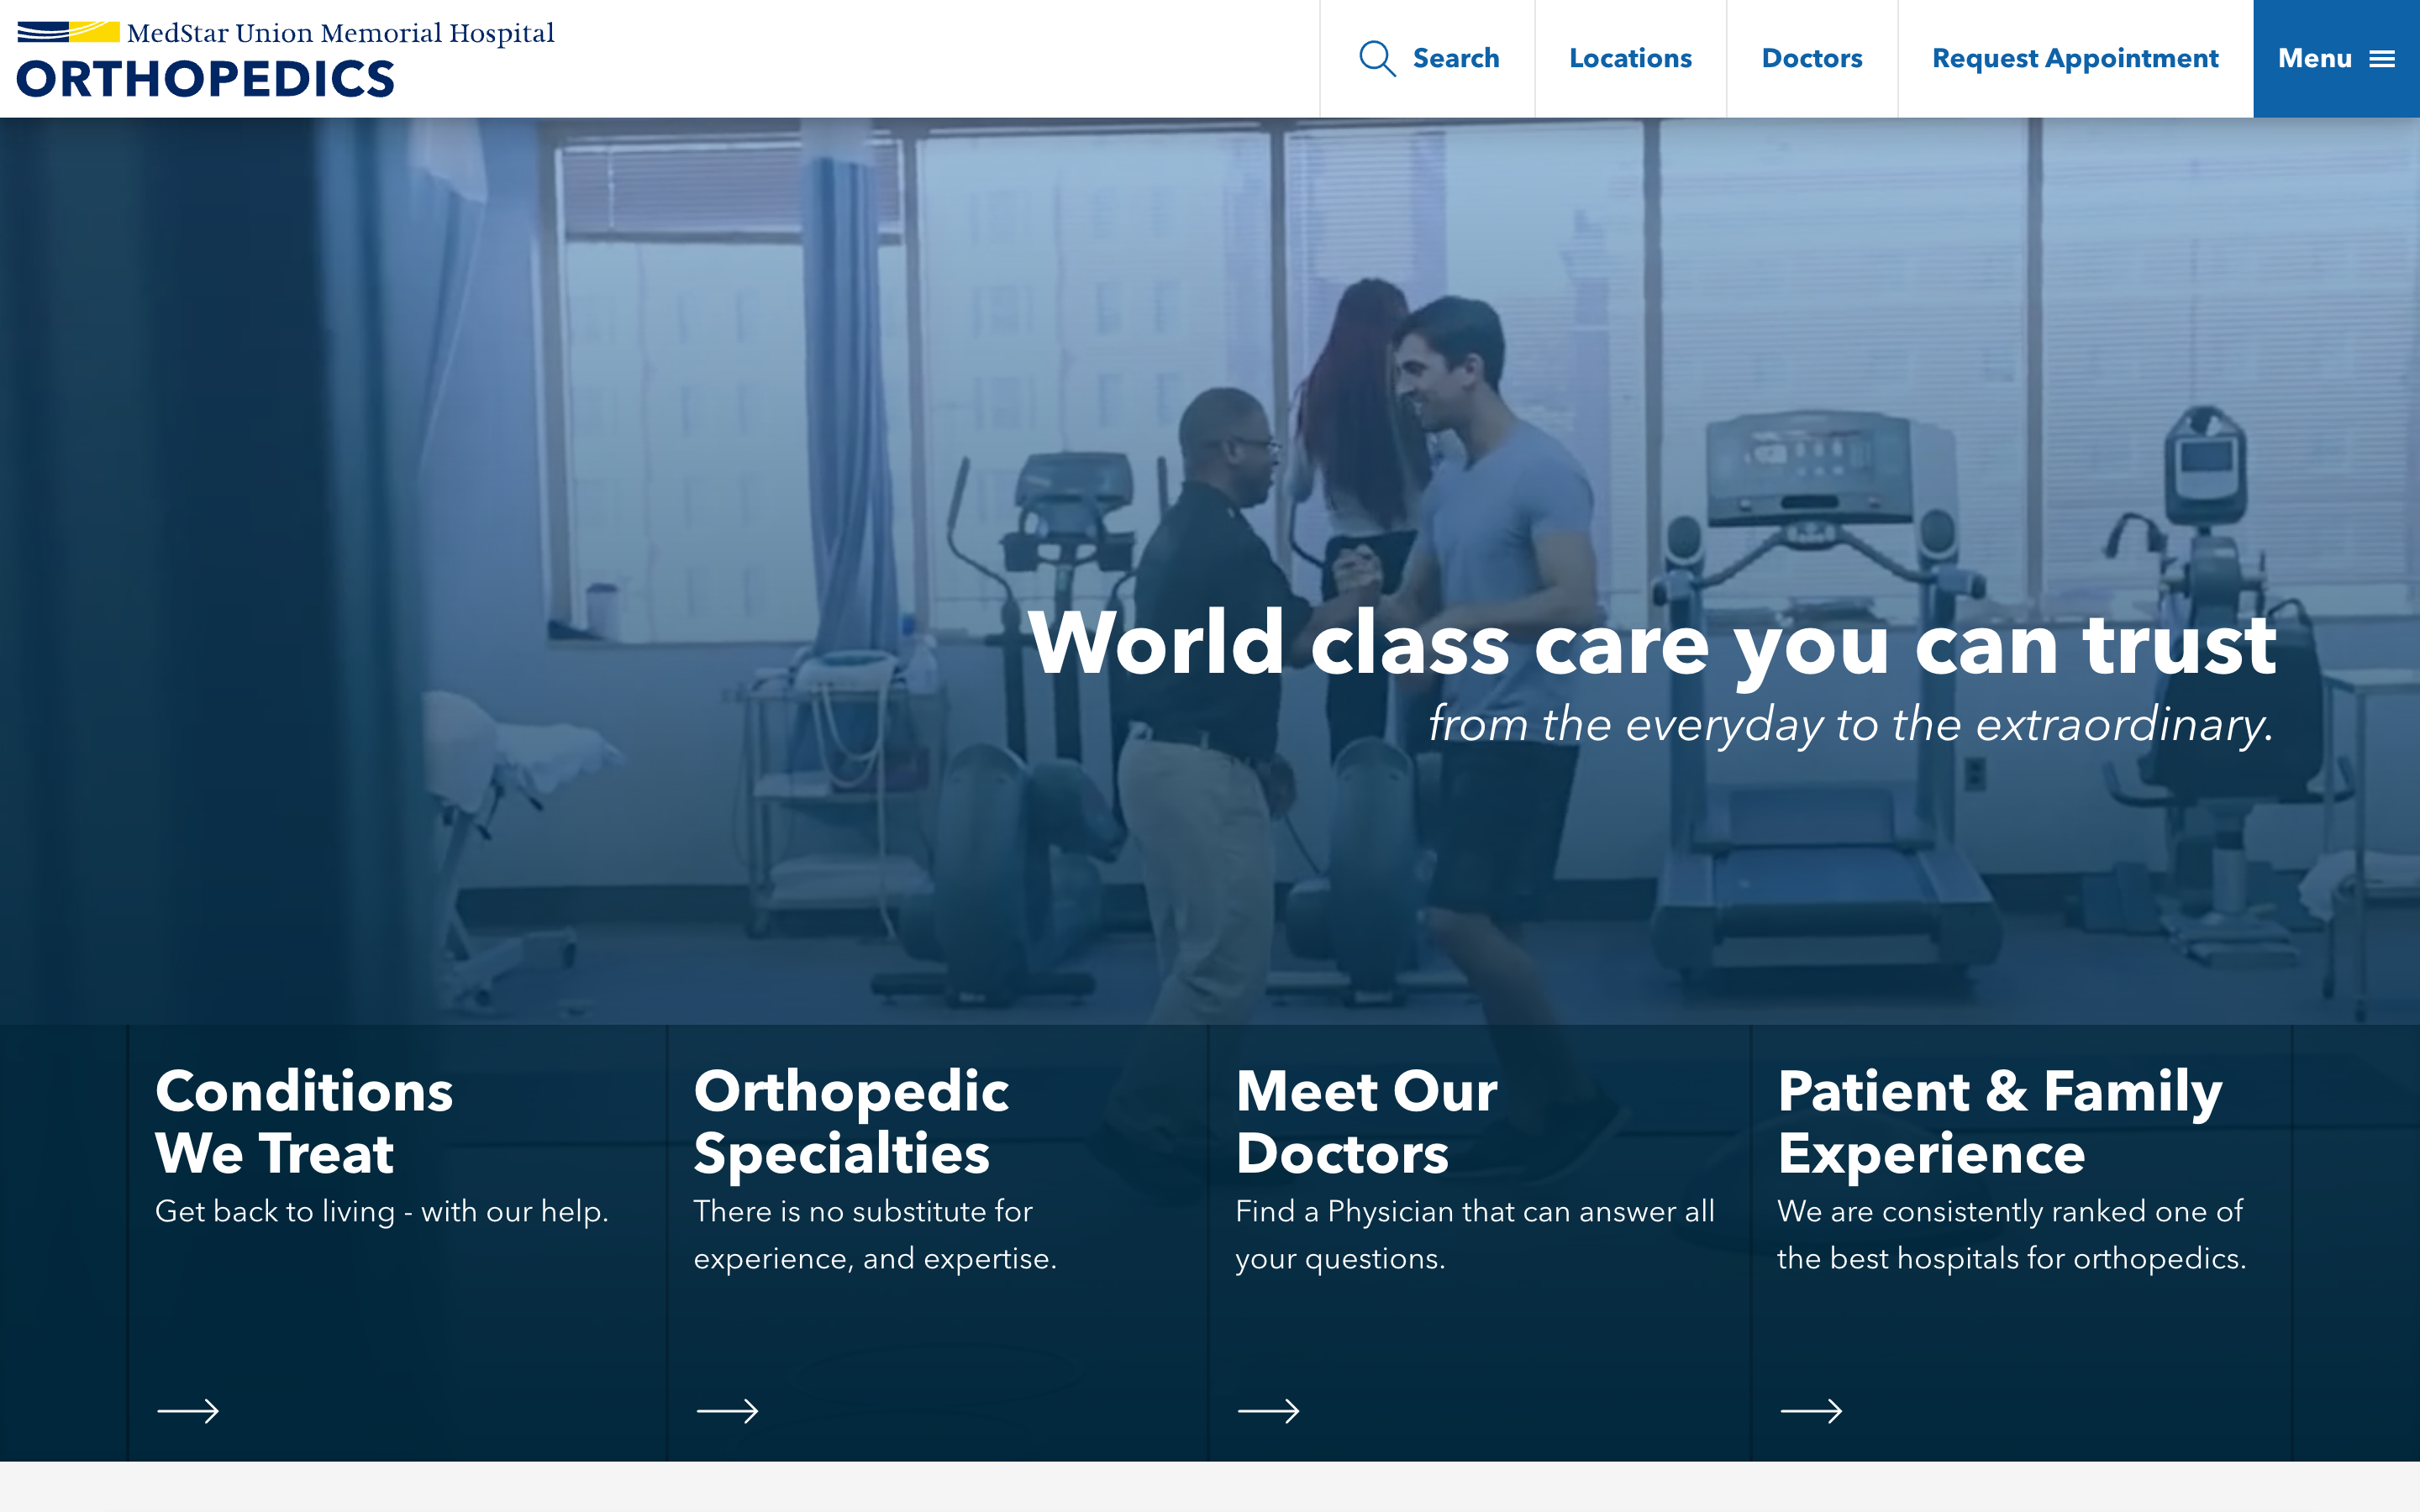 MedStar Union Memorial Hospital
ORTHOPEDICS
Search
Locations
Doctors
Request Appointment
Menu
World class care you can trust
from the everyday to the extraordinary.
Conditions
We Treat
Get back to living - with our help.
Orthopedic
Specialties
There is no substitute for
experience, and expertise.
Meet Our
Doctors
Find a Physician that can answer all
your questions.
Patient & Family
Experience
We are consistently ranked one of
the best hospitals for orthopedics.